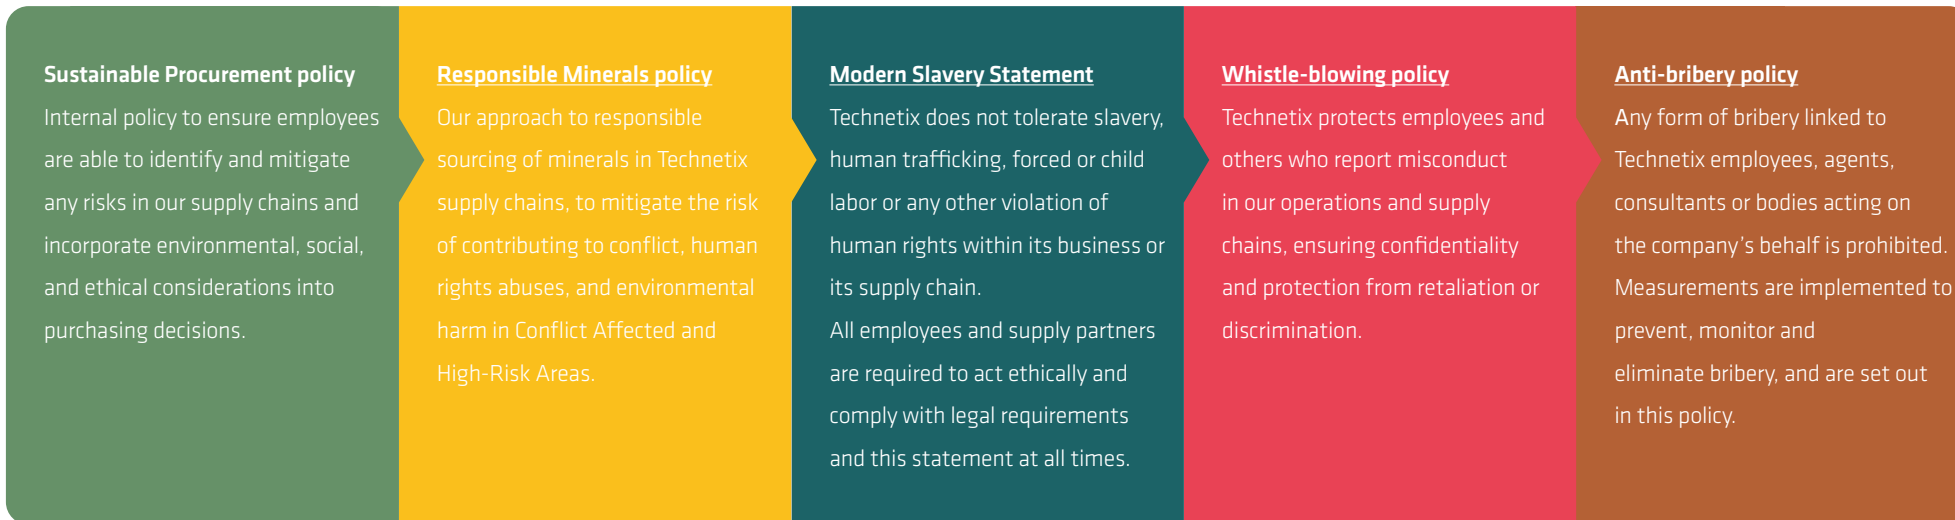 Sustainable Procurement policy
Internal policy to ensure employees
are able to identify and mitigate
any risks in our supply chains and
incorporate environmental, social,
and ethical considerations into
purchasing decisions.
Responsible Minerals policy
Our approach to responsible
sourcing of minerals in Technetix
supply chains, to mitigate the risk
of contributing to conflict, human
rights abuses, and environmental
harm in Conflict Affected and
High-Risk Areas.
Modern Slavery Statement
Technetix does not tolerate slavery,
human trafficking, forced or child
labor or any other violation of
human rights within its business or
its supply chain.
All employees and supply partners
are required to act ethically and
comply with legal requirements
and this statement at all times.
Whistle-blowing policy
Technetix protects employees and
others who report misconduct
in our operations and supply
chains, ensuring confidentiality
and protection from retaliation or
discrimination.
Anti-bribery policy
Any form of bribery linked to
Technetix employees, agents,
consultants or bodies acting on
the company's behalf is prohibited.
Measurements are implemented to
prevent, monitor and
eliminate bribery, and are set out
in this policy.